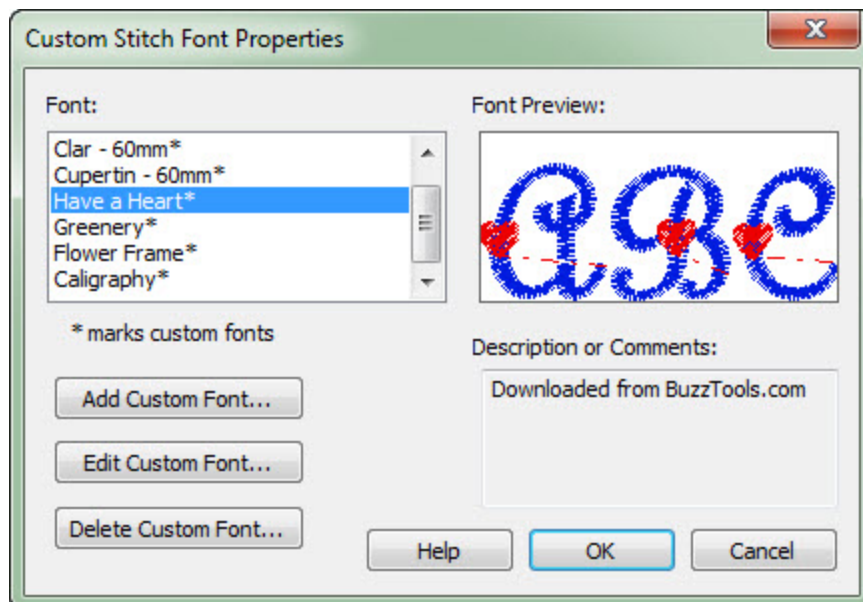 Custom Stitch Font Properties
Font:
Clar - 60mm*
Cupertin - 60mm*
Have a Heart*
Greenery*
Flower Frame*
Caligraphy*
* marks custom fonts
Add Custom Font...
Edit Custom Font...
Delete Custom Font...
Font Preview:
ABC
Description or Comments:
Downloaded from BuzzTools.com
Help OK Cancel